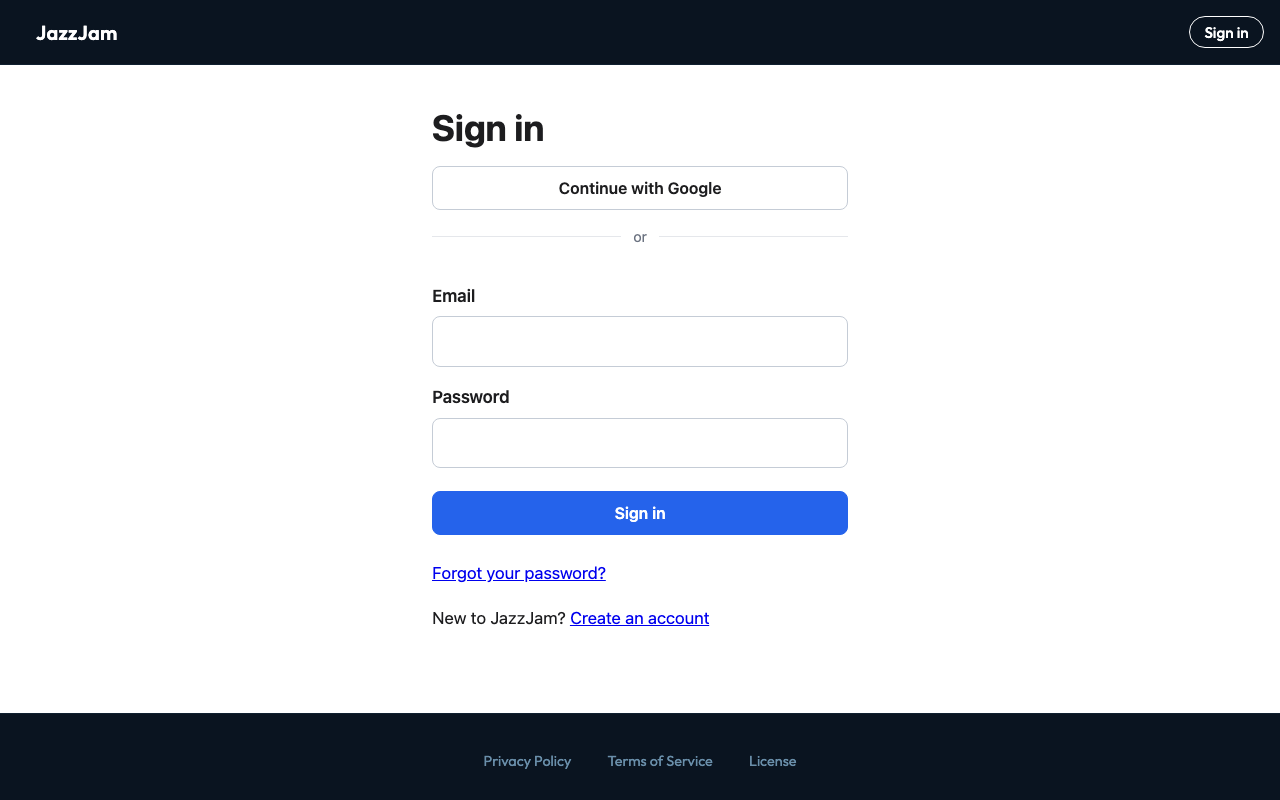 JazzJam
Sign in
Sign in
Continue with Google
or
Email
Password
Sign in
Forgot your password?
New to JazzJam? Create an account
Privacy Policy Terms of Service License